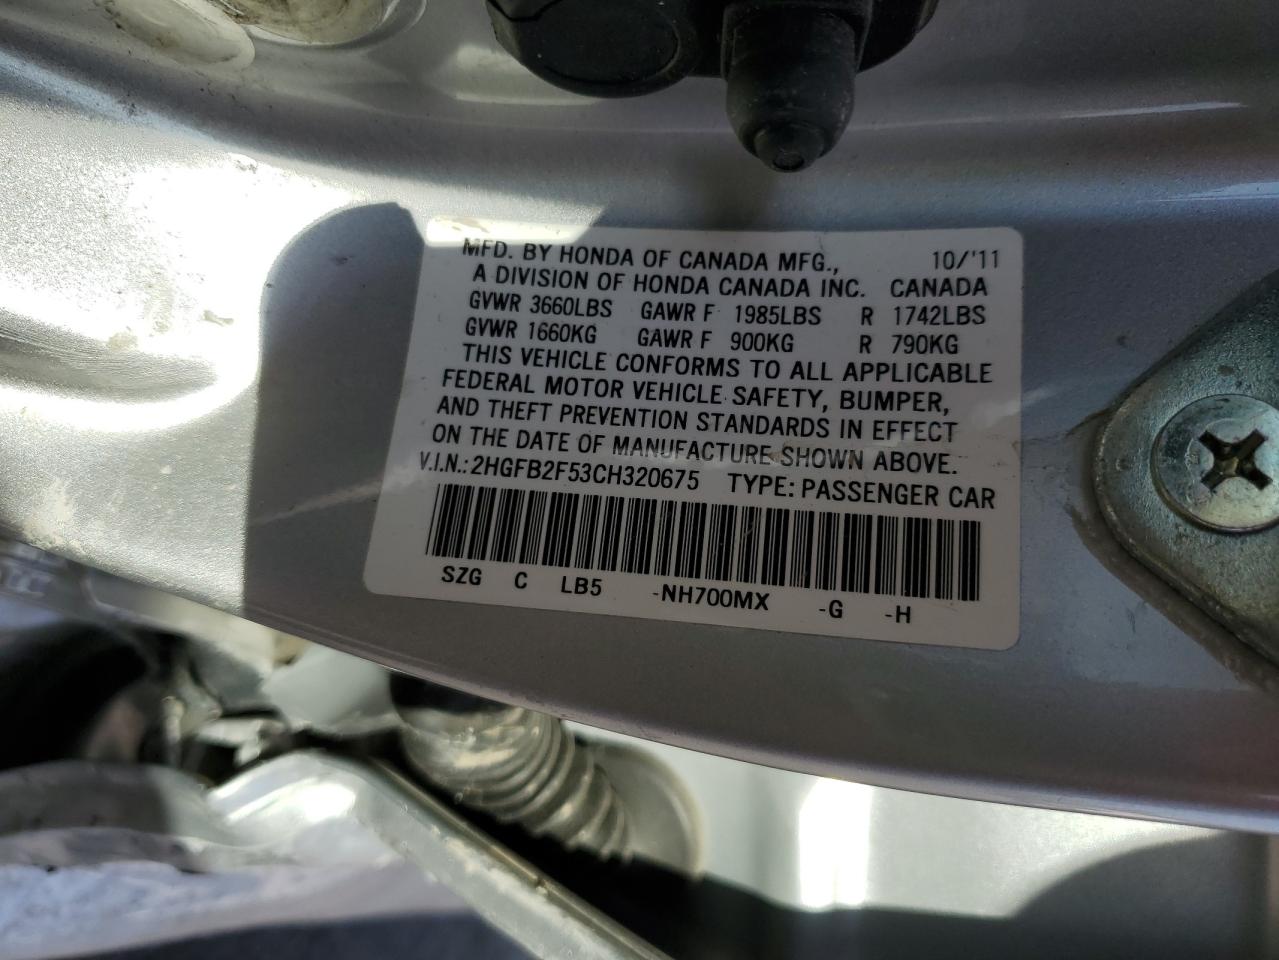 MFD. BY HONDA OF CANADA MFG., 10/'11
A DIVISION OF HONDA CANADA INC. CANADA
GVWR 3660LBS GAWR F 1985LBS R 1742LBS
GVWR 1660KG GAWR F 900KG R 790KG
THIS VEHICLE CONFORMS TO ALL APPLICABLE
FEDERAL MOTOR VEHICLE SAFETY, BUMPER,
AND THEFT PREVENTION STANDARDS IN EFFECT
ON THE DATE OF MANUFACTURE SHOWN ABOVE.
V.I.N.: 2HGFB2F53CH320675 TYPE: PASSENGER CAR
SZG C LB5 -NH700MX -G -H